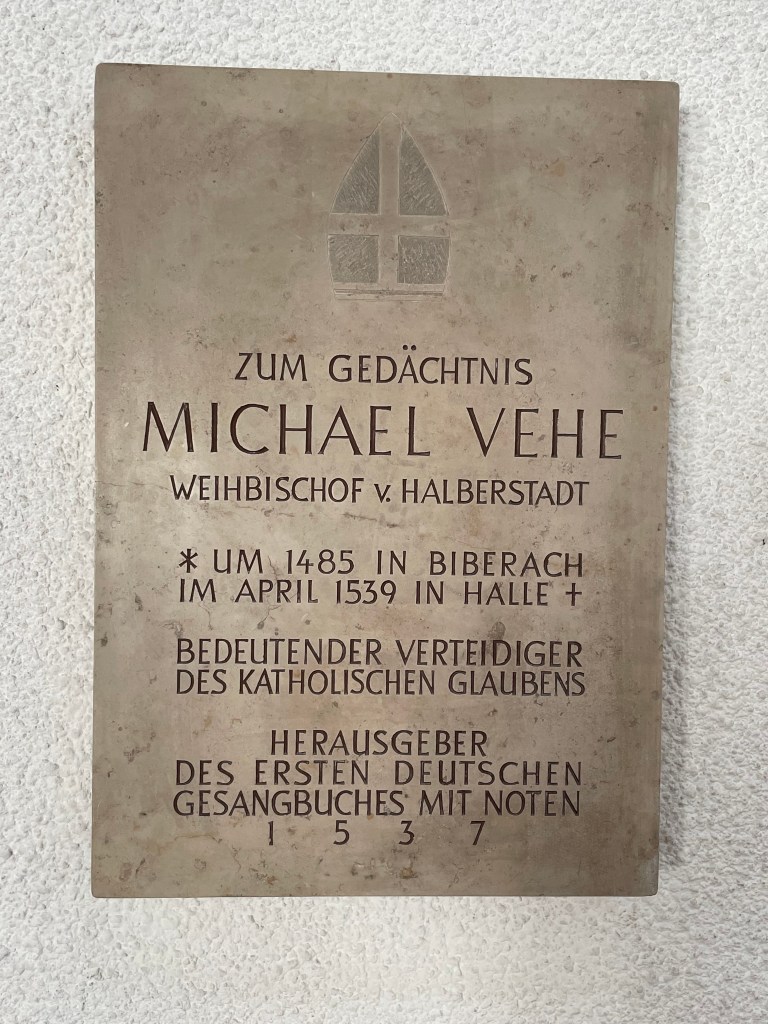 ZUM GEDÄCHTNIS
MICHAEL VEHE
WEIHBISCHOF v. HALBERSTADT
* UM 1485 IN BIBERACH
IM APRIL 1539 IN HALLE †
BEDEUTENDER VERTEIDIGER
DES KATHOLISCHEN GLAUBENS
HERAUSGEBER
DES ERSTEN DEUTSCHEN
GESANGBUCHES MIT NOTEN
1 5 3 7